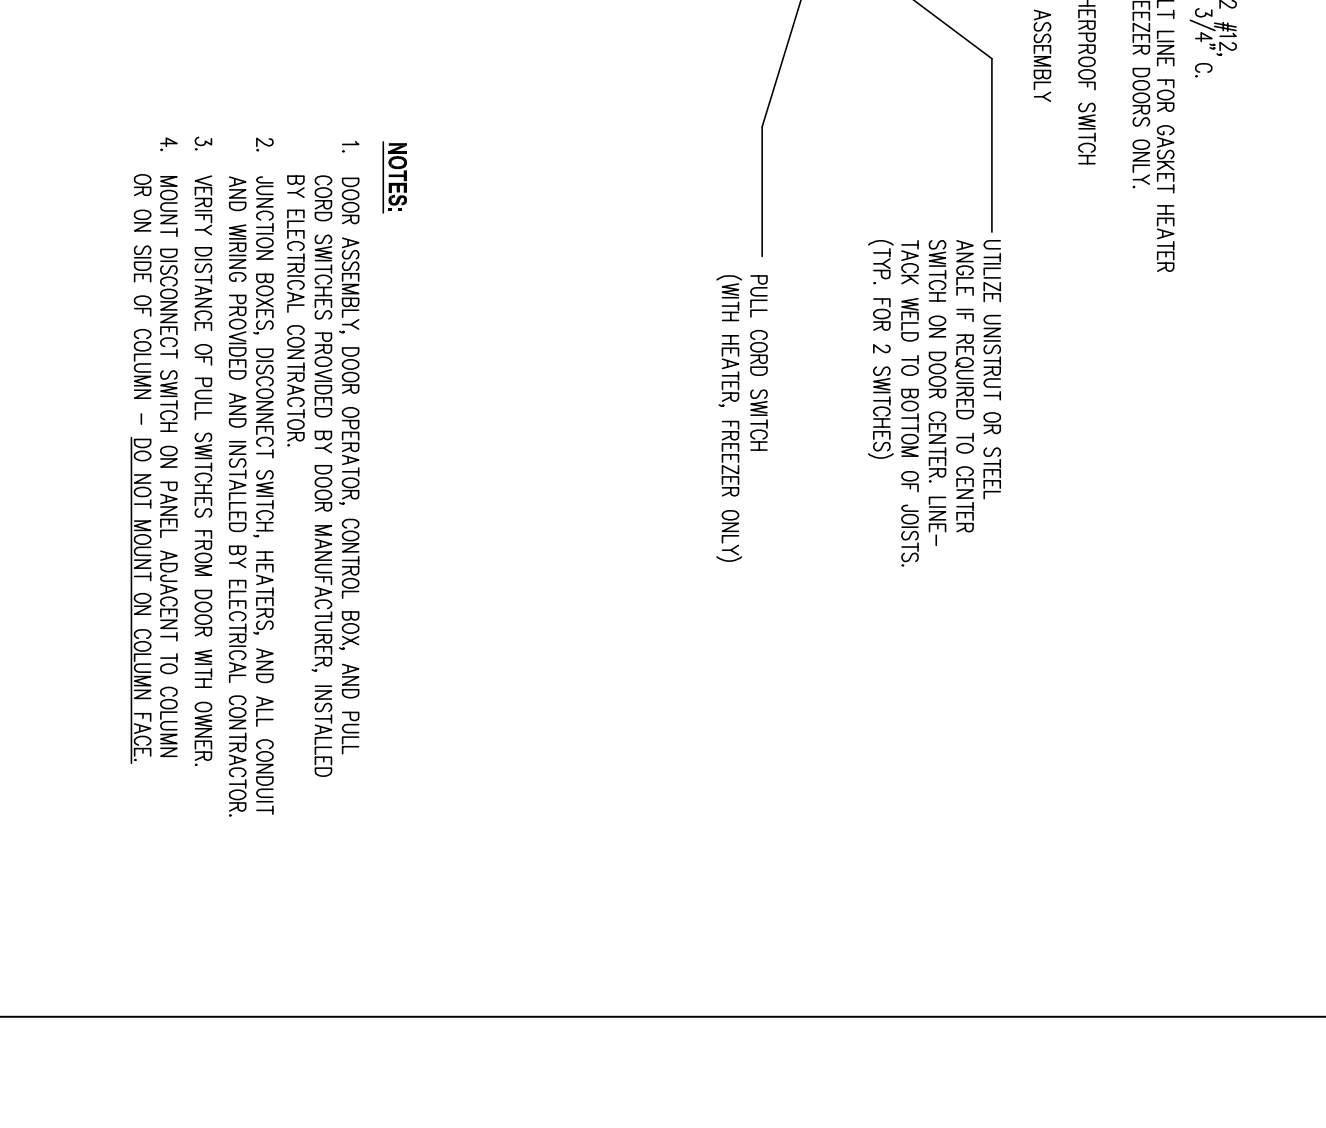 2 #12,
3/4" C.
LT LINE FOR GASKET HEATER
EEZER DOORS ONLY.
HERPROOF SWITCH
ASSEMBLY
UTILIZE UNISTRUT OR STEEL
ANGLE IF REQUIRED TO CENTER
SWITCH ON DOOR CENTER. LINE-
TACK WELD TO BOTTOM OF JOISTS.
(TYP. FOR 2 SWITCHES)
PULL CORD SWITCH
(WITH HEATER, FREEZER ONLY)
NOTES:
1. DOOR ASSEMBLY, DOOR OPERATOR, CONTROL BOX, AND PULL
CORD SWITCHES PROVIDED BY DOOR MANUFACTURER, INSTALLED
BY ELECTRICAL CONTRACTOR.
2. JUNCTION BOXES, DISCONNECT SWITCH, HEATERS, AND ALL CONDUIT
AND WIRING PROVIDED AND INSTALLED BY ELECTRICAL CONTRACTOR.
3. VERIFY DISTANCE OF PULL SWITCHES FROM DOOR WITH OWNER.
4. MOUNT DISCONNECT SWITCH ON PANEL ADJACENT TO COLUMN
OR ON SIDE OF COLUMN - DO NOT MOUNT ON COLUMN FACE.